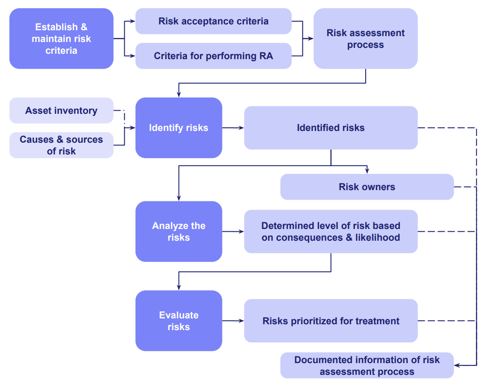 Establish &
maintain risk
criteria
Risk acceptance criteria
Criteria for performing RA
Risk assessment
process
Asset inventory
Causes & sources
of risk
Identify risks
Identified risks
Risk owners
Analyze the
risks
Determined level of risk based
on consequences & likelihood
Evaluate
risks
Risks prioritized for treatment
Documented information of risk
assessment process